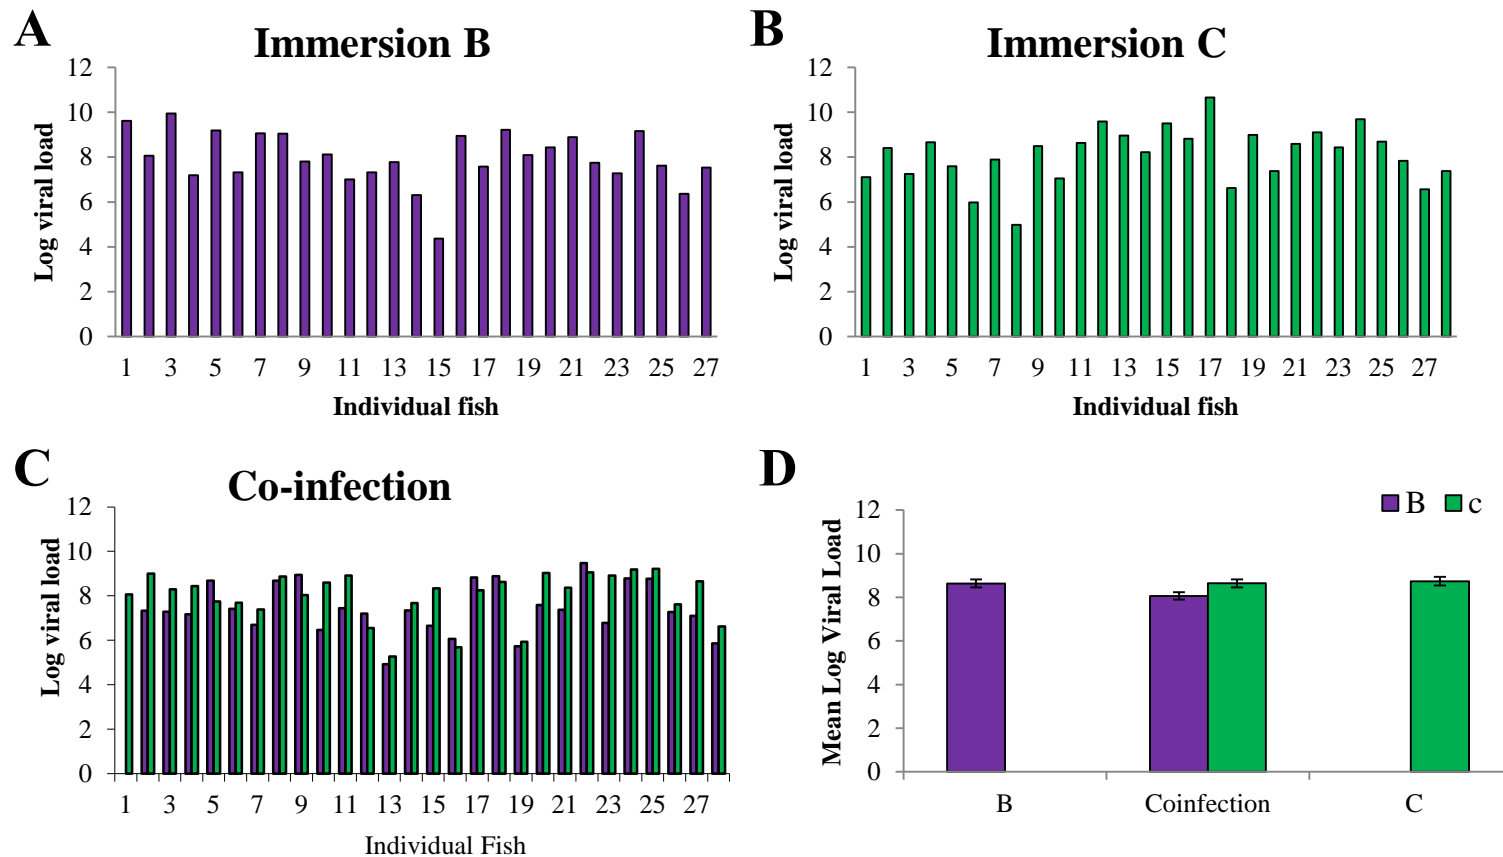 A
Immersion B
12
10
8
6
4
2
0
Log viral load
1 3 5 7 9 11 13 15 17 19 21 23 25 27
Individual fish
B
Immersion C
12
10
8
6
4
2
0
Log viral load
1 3 5 7 9 11 13 15 17 19 21 23 25 27
Individual fish
C
Co-infection
12
10
8
6
4
2
0
Log viral load
1 3 5 7 9 11 13 15 17 19 21 23 25 27
Individual Fish
D
B c
12
10
8
6
4
2
0
Mean Log Viral Load
B Coinfection C